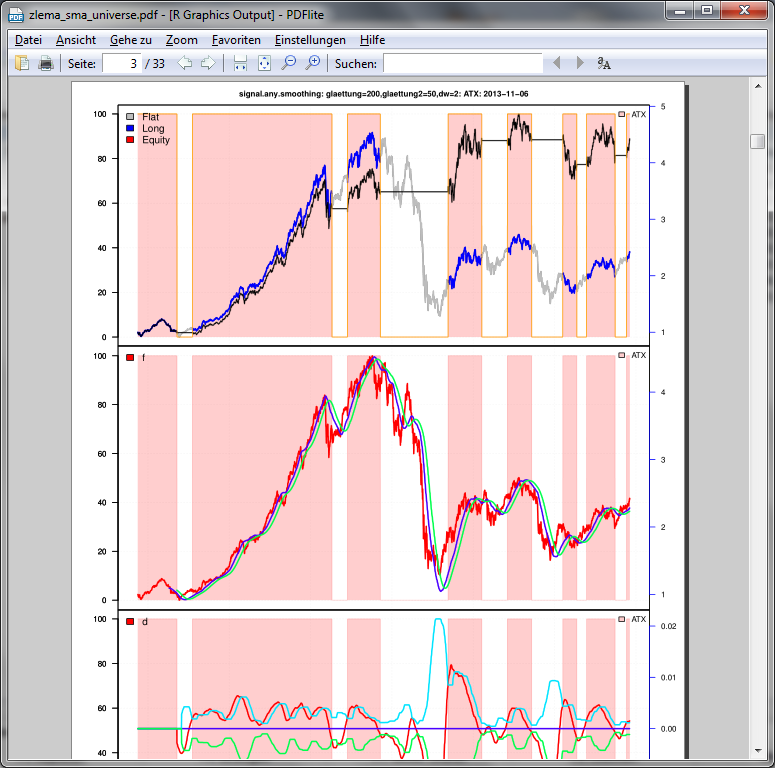 zlema_sma_universe.pdf - [R Graphics Output] - PDFlite
Datei Ansicht Gehe zu Zoom Favoriten Einstellungen Hilfe
Seite: 3 / 33 Suchen:
signal.any.smoothing: glaettung=200,glaettung2=50,dw=2: ATX: 2013-11-06
Flat
Long
Equity
ATX
100
80
60
40
20
0
5
4
3
2
1
f
ATX
100
80
60
40
20
0
4
3
2
1
d
ATX
100
80
60
40
0.02
0.01
0.00